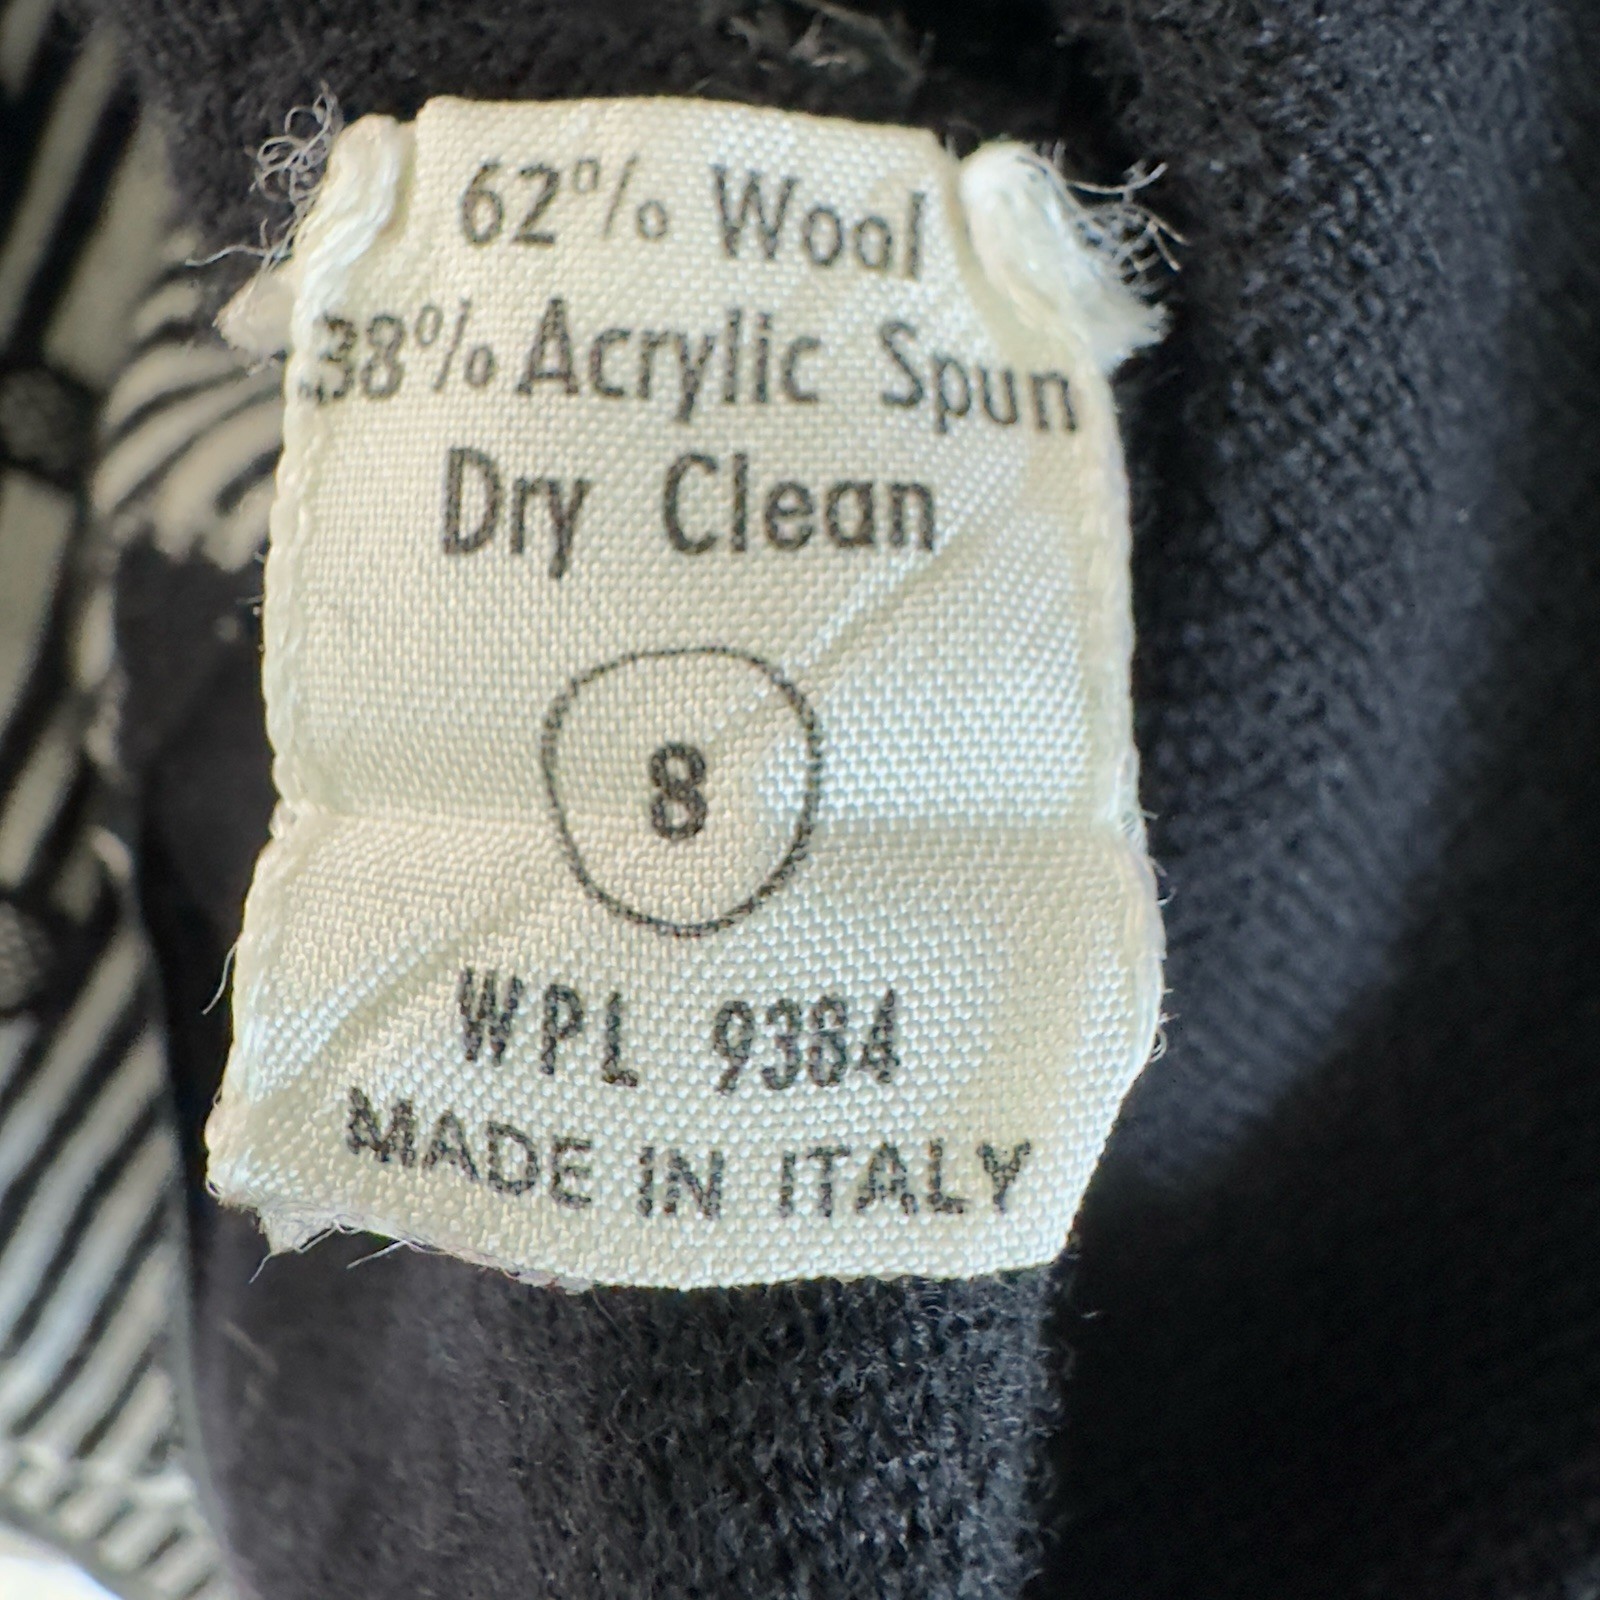 62% Wool
38% Acrylic Spun
Dry Clean
8
WPL 9384
MADE IN ITALY